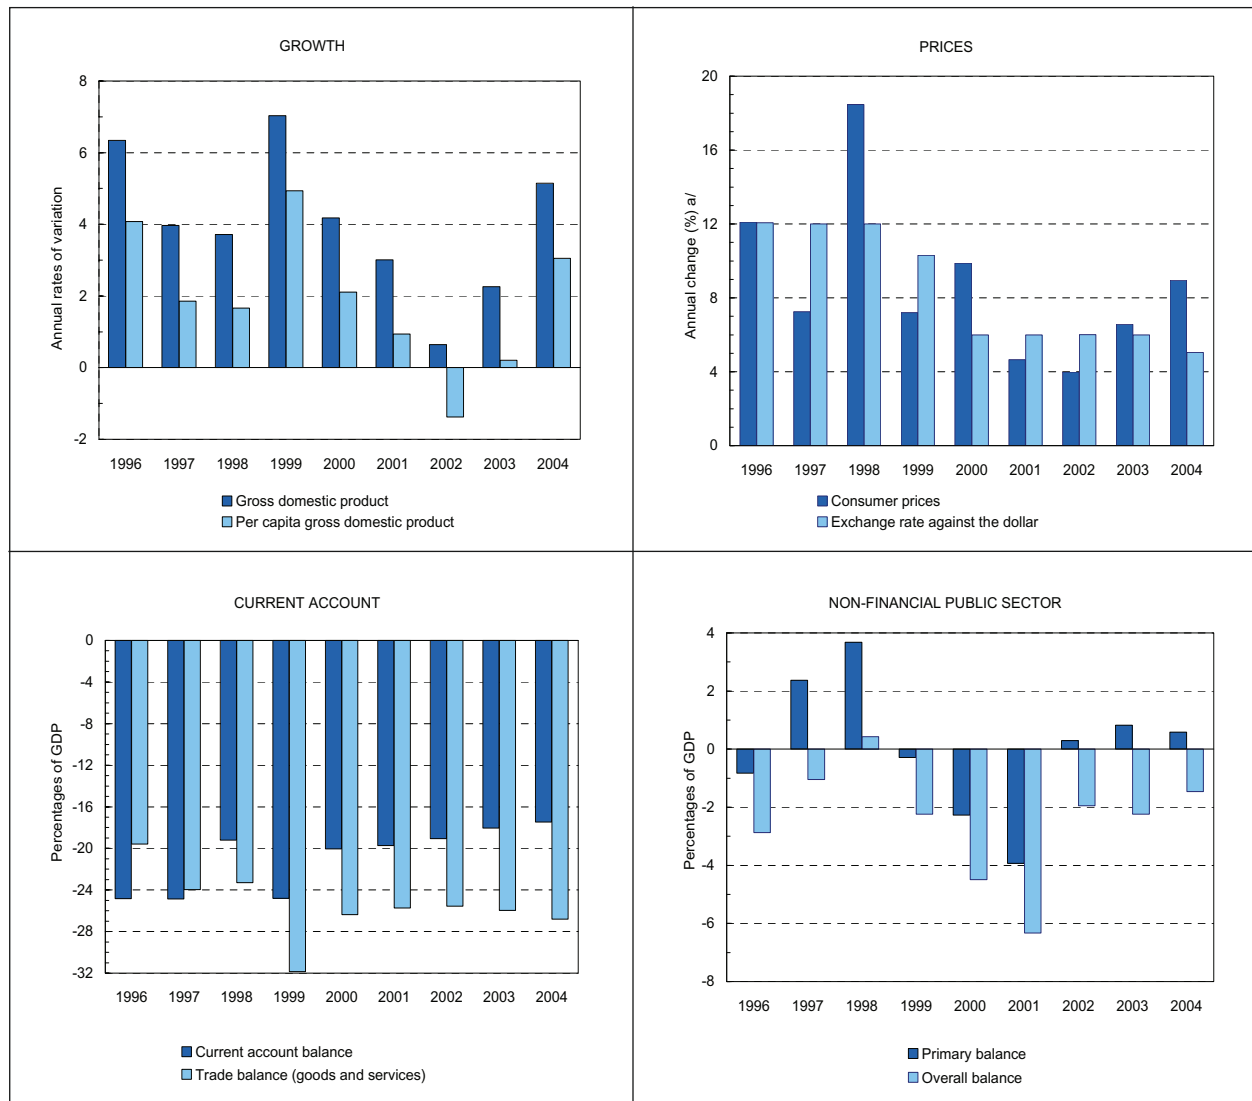 GROWTH
Annual rates of variation
8
6
4
2
0
-2
1996 1997 1998 1999 2000 2001 2002 2003 2004
Gross domestic product
Per capita gross domestic product
PRICES
Annual change (%) a/
20
16
12
8
4
0
1996 1997 1998 1999 2000 2001 2002 2003 2004
Consumer prices
Exchange rate against the dollar
CURRENT ACCOUNT
Percentages of GDP
0
-4
-8
-12
-16
-20
-24
-28
-32
1996 1997 1998 1999 2000 2001 2002 2003 2004
Current account balance
Trade balance (goods and services)
NON-FINANCIAL PUBLIC SECTOR
Percentages of GDP
4
2
0
-2
-4
-6
-8
1996 1997 1998 1999 2000 2001 2002 2003 2004
Primary balance
Overall balance